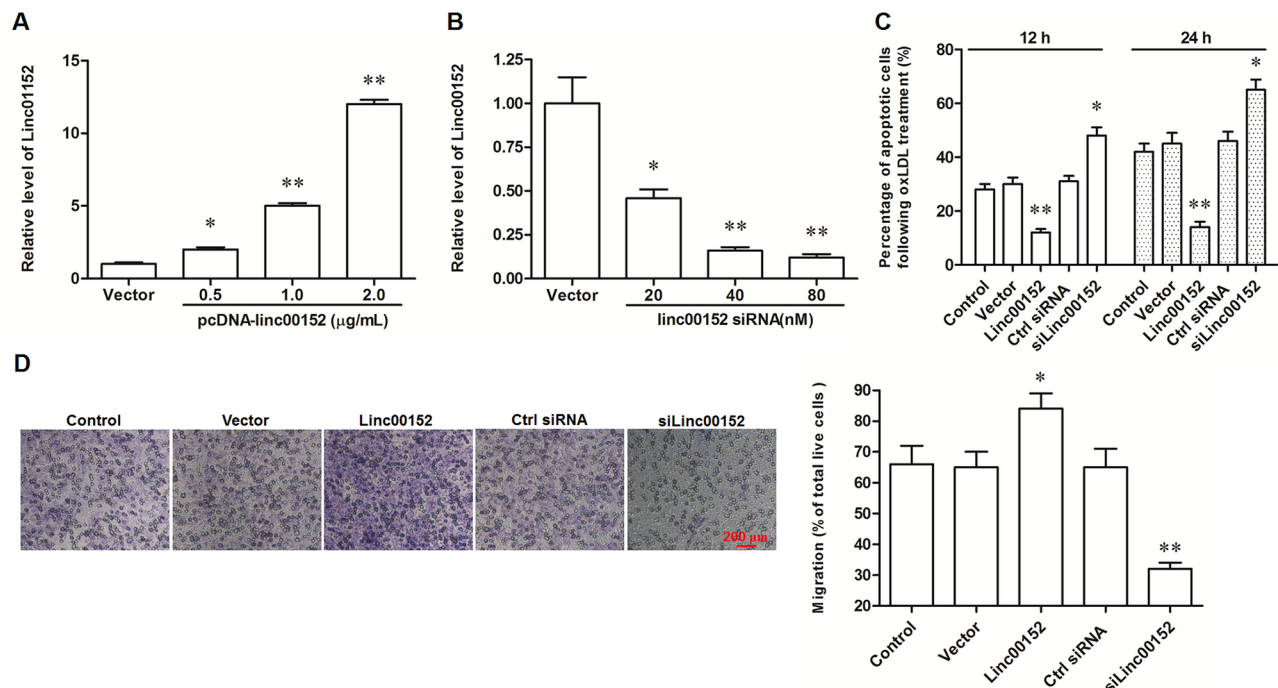 A
Relative level of Linc01152
15
10
5
0
*
**
**
Vector
0.5
1.0
2.0
pcDNA-linc00152 (μg/mL)
B
Relative level of Linc00152
1.25
1.00
0.75
0.50
0.25
0.00
*
**
**
Vector
20
40
80
linc00152 siRNA(nM)
C
Percentage of apoptotic cells
following oxLDL treatment (%)
80
60
40
20
0
12 h
24 h
**
*
**
*
Control
Vector
Linc00152
Ctrl siRNA
siLinc00152
Control
Vector
Linc00152
Ctrl siRNA
siLinc00152
D
Control
Vector
Linc00152
Ctrl siRNA
siLinc00152
200 μm
Migration (% of total live cells )
90
80
70
60
50
40
30
20
*
**
Control
Vector
Linc00152
Ctrl siRNA
siLinc00152